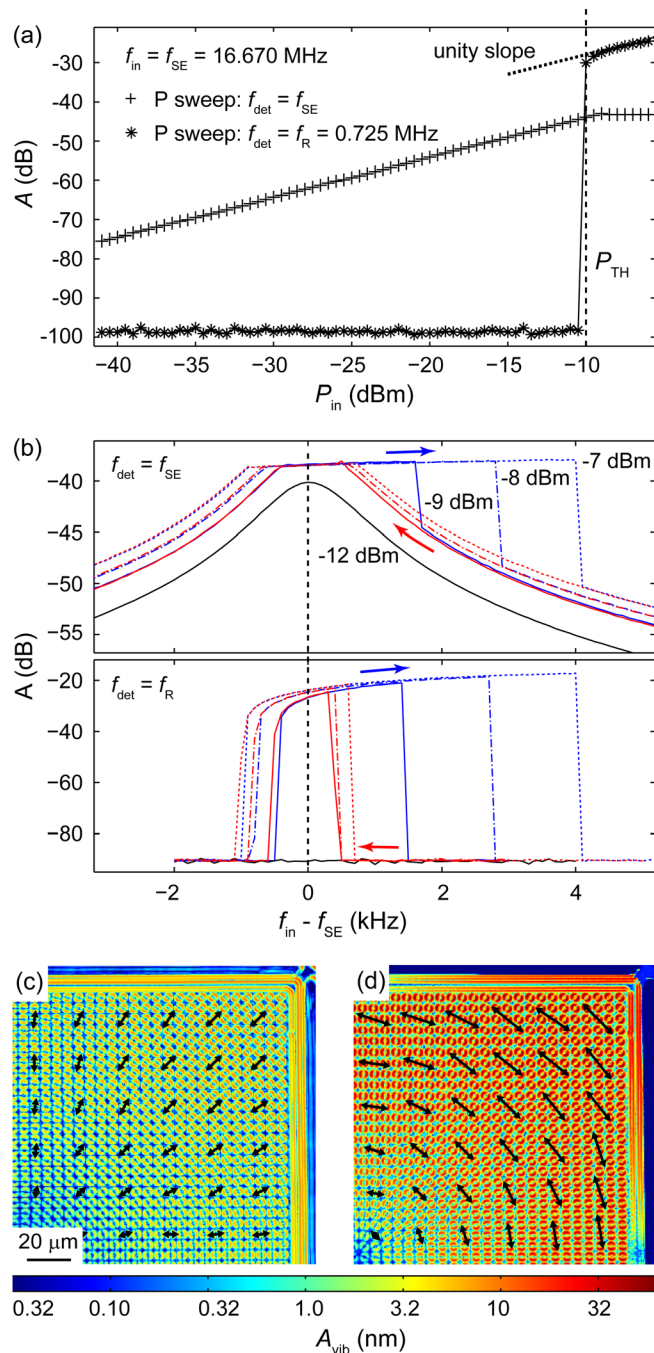 (a)
f_in = f_SE = 16.670 MHz
unity slope
+ P sweep: f_det = f_SE
* P sweep: f_det = f_R = 0.725 MHz
P_TH
A (dB)
-30
-40
-50
-60
-70
-80
-90
-100
−40 −35 −30 −25 −20 −15 −10 −5
P_in (dBm)
(b)
f_det = f_SE
-7 dBm
-8 dBm
-9 dBm
-12 dBm
−40
−45
−50
−55
A (dB)
f_det = f_R
−20
−40
−60
−80
−2 0 2 4
f_in - f_SE (kHz)
(c) (d)
20 μm
0.32 0.10 0.32 1.0 3.2 10 32
A_vib (nm)